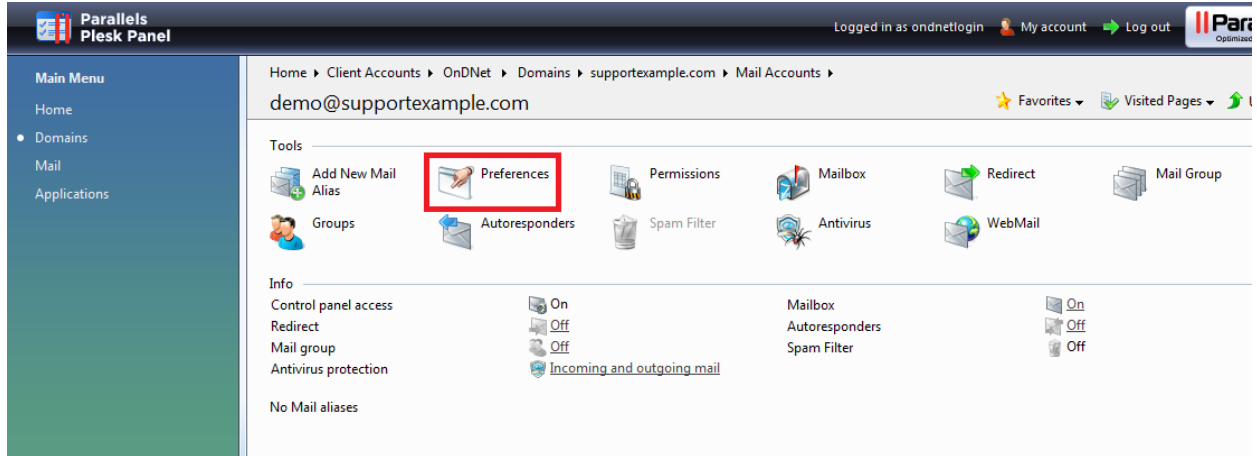 Parallels
Plesk Panel
Logged in as ondnetlogin My account Log out
Optimized
Main Menu
Home
Domains
Mail
Applications
Home Client Accounts OnDNet Domains supportexample.com Mail Accounts
demo@supportexample.com
Favorites Visited Pages
Tools
Add New Mail Alias
Preferences
Permissions
Mailbox
Redirect
Mail Group
Groups
Autoresponders
Spam Filter
Antivirus
WebMail
Info
Control panel access On Mailbox On
Redirect Off Autoresponders Off
Mail group Off Spam Filter Off
Antivirus protection Incoming and outgoing mail
No Mail aliases